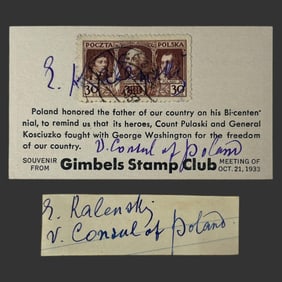 POCZTA POLSKA
30 30
Poland honored the father of our country on his Bi-centen-
nial, to remind us that its heroes, Count Pulaski and General
Kosciuzko fought with George Washington for the freedom
of our country. V. Consul of Poland
SOUVENIR FROM Gimbels Stamp Club MEETING OF OCT. 21, 1933
E. Kalenski
V. Consul of Poland